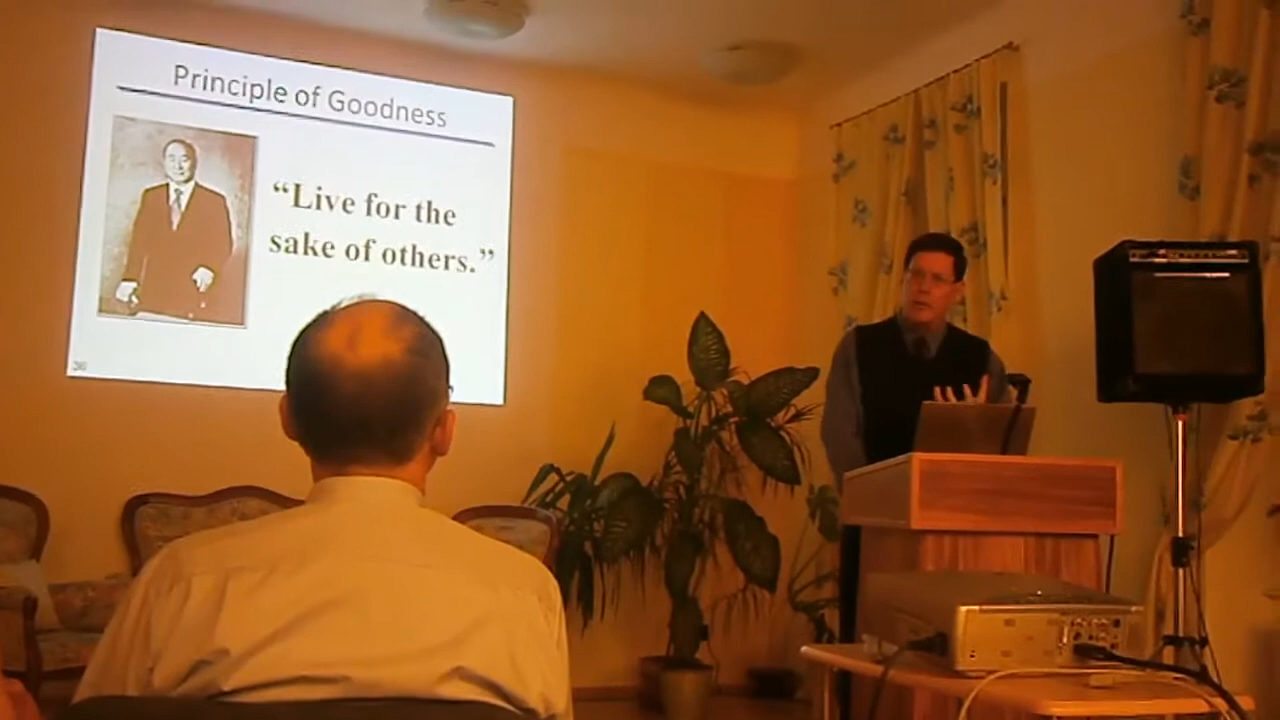 Principle of Goodness
“Live for the
sake of others.”